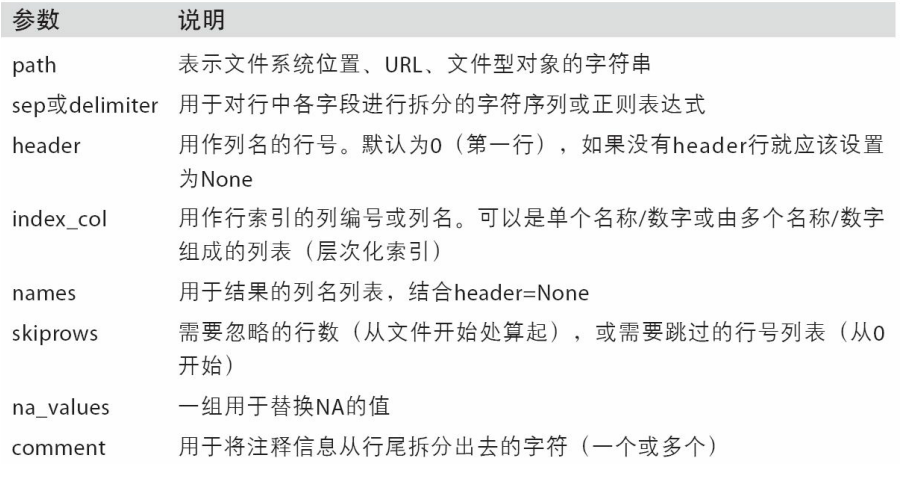 参数 说明
path 表示文件系统位置、URL、文件型对象的字符串
sep或delimiter 用于对行中各字段进行拆分的字符序列或正则表达式
header 用作列名的行号。默认为0（第一行），如果没有header行就应该设置
为None
index_col 用作行索引的列编号或列名。可以是单个名称/数字或由多个名称/数字
组成的列表（层次化索引）
names 用于结果的列名列表，结合header=None
skiprows 需要忽略的行数（从文件开始处算起），或需要跳过的行号列表（从0
开始）
na_values 一组用于替换NA的值
comment 用于将注释信息从行尾拆分出去的字符（一个或多个）